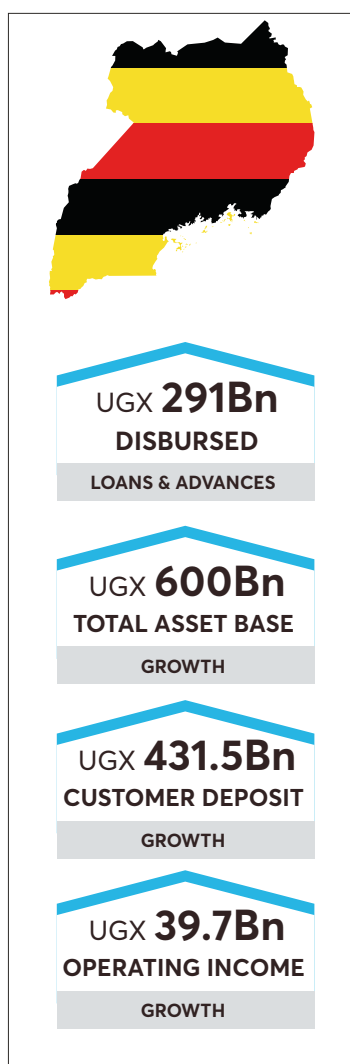 UGX 291Bn
DISBURSED
LOANS & ADVANCES
UGX 600Bn
TOTAL ASSET BASE
GROWTH
UGX 431.5Bn
CUSTOMER DEPOSIT
GROWTH
UGX 39.7Bn
OPERATING INCOME
GROWTH